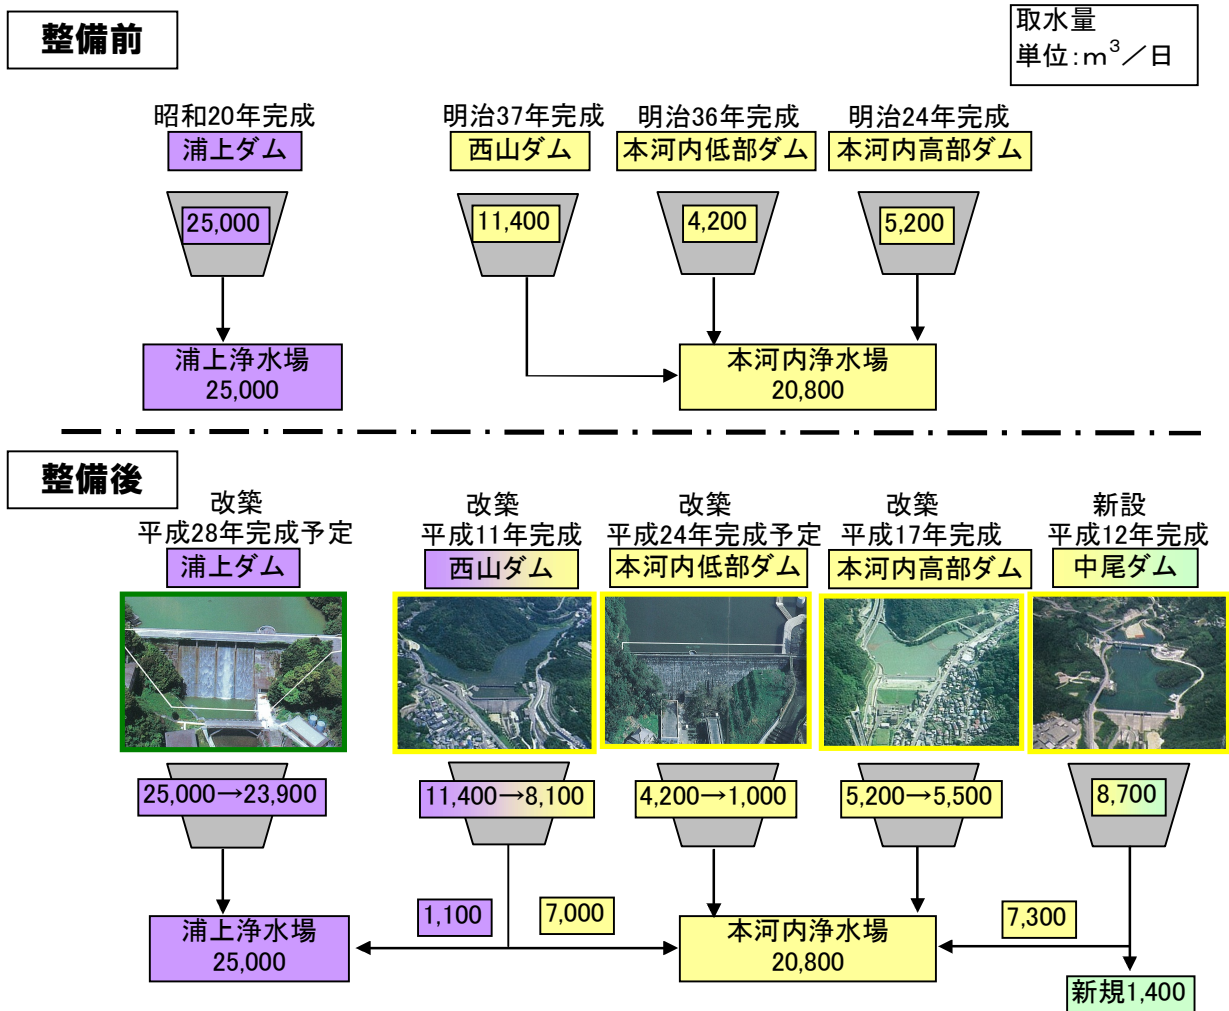 整備前
取水量
単位:m³/日
昭和20年完成
浦上ダム
明治37年完成
西山ダム
明治36年完成
本河内低部ダム
明治24年完成
本河内高部ダム
25,000
11,400
4,200
5,200
浦上浄水場
25,000
本河内浄水場
20,800
整備後
改築
平成28年完成予定
浦上ダム
改築
平成11年完成
西山ダム
改築
平成24年完成予定
本河内低部ダム
改築
平成17年完成
本河内高部ダム
新設
平成12年完成
中尾ダム
25,000→23,900
11,400→8,100
4,200→1,000
5,200→5,500
8,700
1,100
7,000
7,300
浦上浄水場
25,000
本河内浄水場
20,800
新規1,400